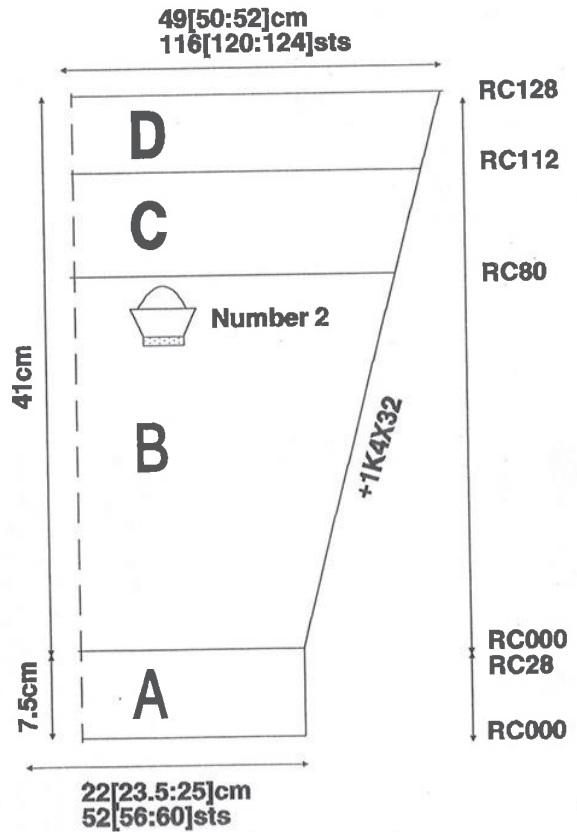 49[50:52]cm
116[120:124]sts
RC128
D
RC112
C
RC80
Number 2
41cm
B
+1K4X32
RC000
RC28
7.5cm
A
RC000
22[23.5:25]cm
52[56:60]sts